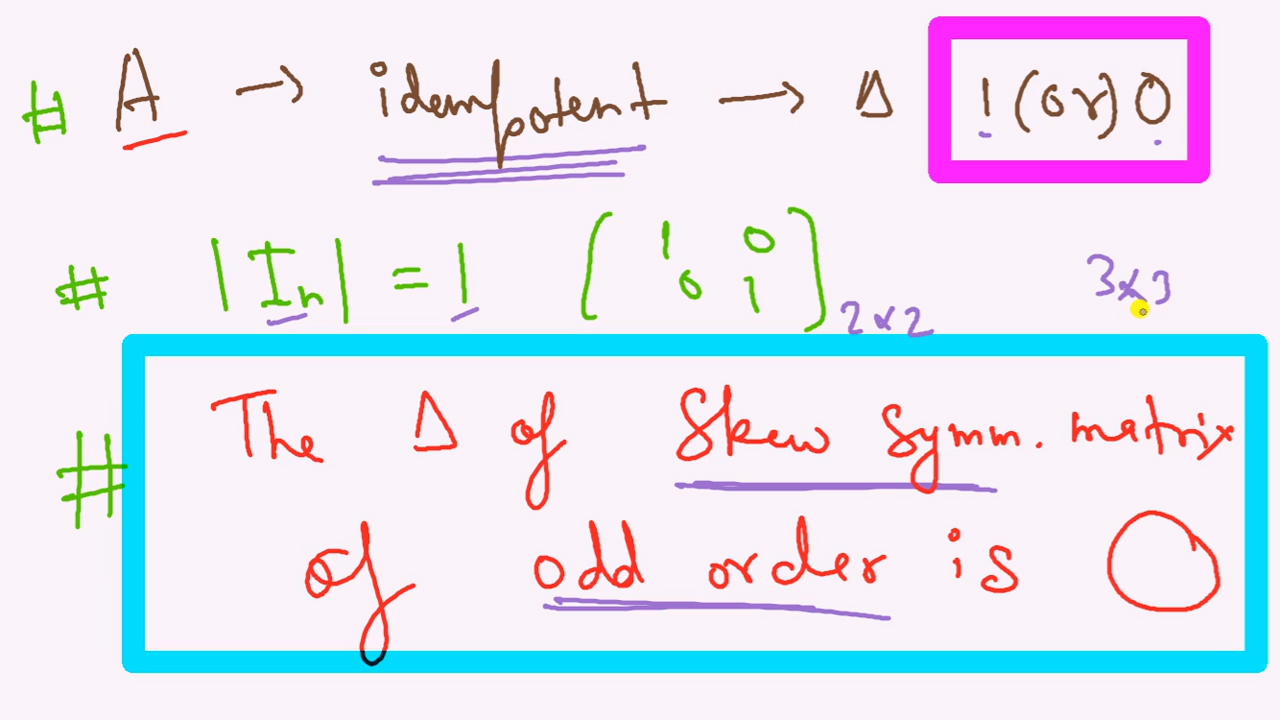 # A → idempotent → Δ 1 (or) 0
# |In| = 1 ( 1 0
0 1 ) 2×2 3×3
# The Δ of Skew Symm. matrix
of odd order is 0